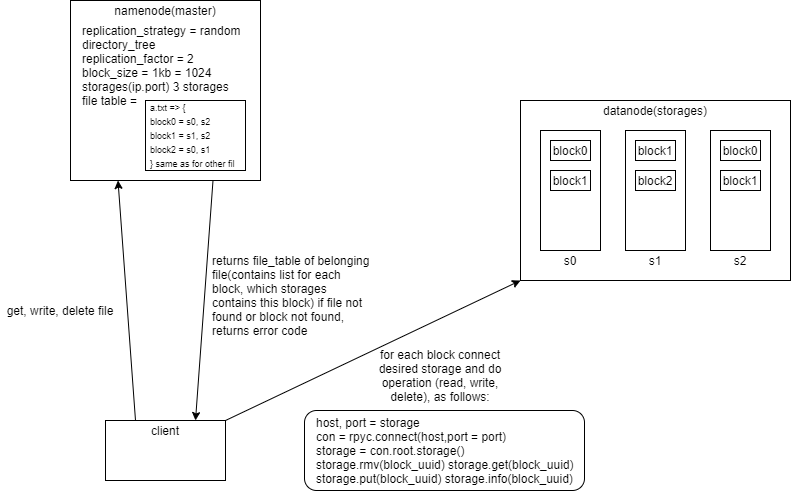 namenode(master)
replication_strategy = random
directory_tree
replication_factor = 2
block_size = 1kb = 1024
storages(ip.port) 3 storages
file table =
a.txt => {
block0 = s0, s2
block1 = s1, s2
block2 = s0, s1
} same as for other fil
datanode(storages)
block0
block1
s0
block1
block2
s1
block0
block1
s2
get, write, delete file
returns file_table of belonging
file(contains list for each
block, which storages
contains this block) if file not
found or block not found,
returns error code
for each block connect
desired storage and do
operation (read, write,
delete), as follows:
client
host, port = storage
con = rpyc.connect(host,port = port)
storage = con.root.storage()
storage.rmv(block_uuid) storage.get(block_uuid)
storage.put(block_uuid) storage.info(block_uuid)